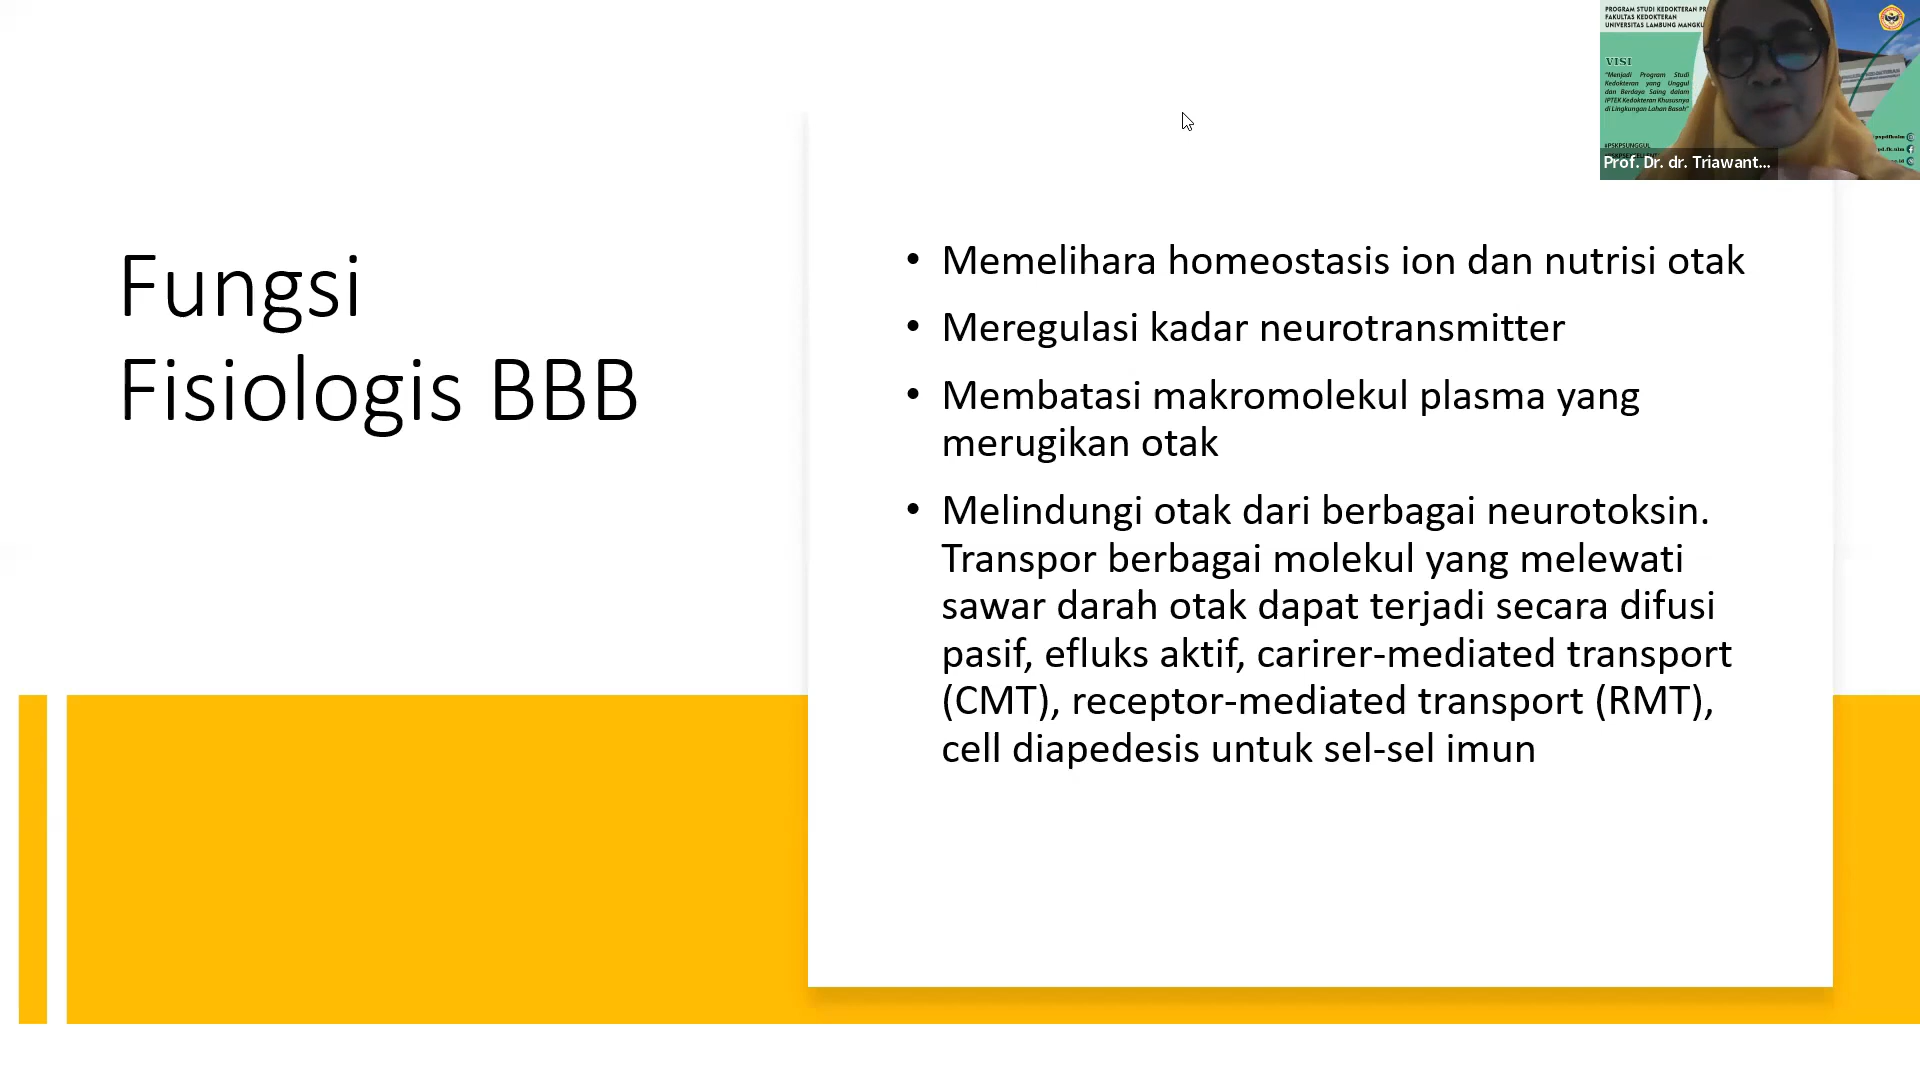 Fungsi
Fisiologis BBB
• Memelihara homeostasis ion dan nutrisi otak
• Meregulasi kadar neurotransmitter
• Membatasi makromolekul plasma yang
merugikan otak
• Melindungi otak dari berbagai neurotoksin.
Transpor berbagai molekul yang melewati
sawar darah otak dapat terjadi secara difusi
pasif, efluks aktif, carirer-mediated transport
(CMT), receptor-mediated transport (RMT),
cell diapedesis untuk sel-sel imun
PROGRAM STUDI KEDOKTERAN
FAKULTAS KEDOKTERAN
UNIVERSITAS LAMBUNG
VISI
"Menjadi Program Studi
Kedokteran yang Unggul
dan Berdaya Saing dalam
IPTEK Kedokteran Khususnya
di Lingkungan Lahan Basah"
#PSKPSUNGGUL
Prof. Dr. dr. Triawant...